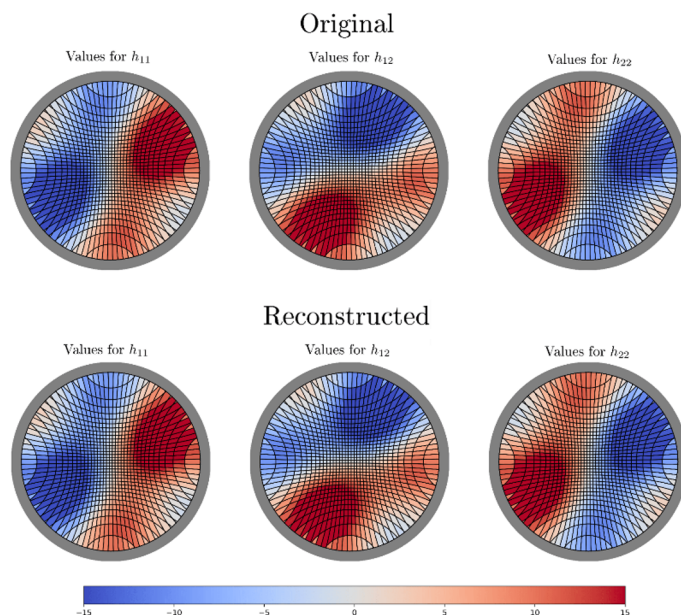 Original
Values for h₁₁
Values for h₁₂
Values for h₂₂
Reconstructed
Values for h₁₁
Values for h₁₂
Values for h₂₂
−15 −10 −5 0 5 10 15